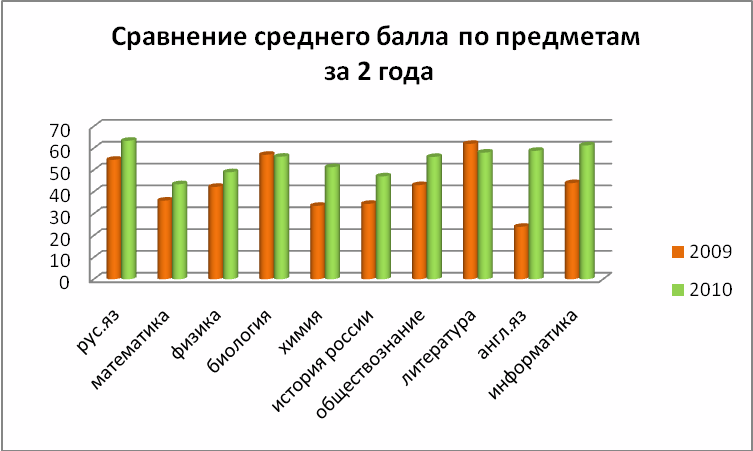 Сравнение среднего балла по предметам
за 2 года
70
60
50
40
30
20
10
0
рус.яз
математика
физика
биология
химия
история россии
обществознание
литература
англ.яз
информатика
2009
2010